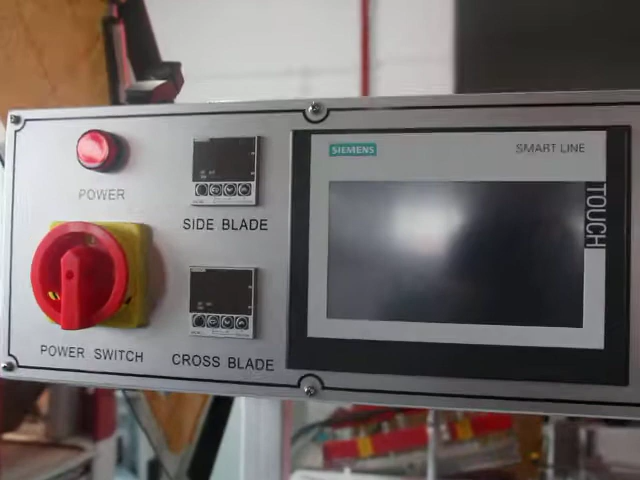 POWER
SIDE BLADE
POWER SWITCH
CROSS BLADE
SIEMENS
SMART LINE
TOUCH